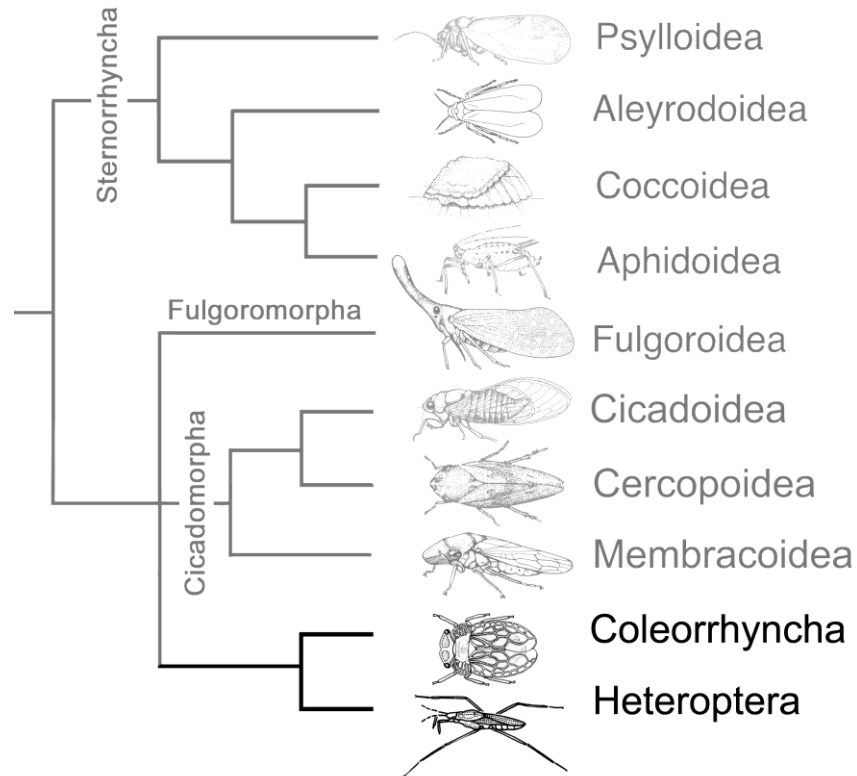 Sternorrhyncha
Psylloidea
Aleyrodoidea
Coccoidea
Aphidoidea
Fulgoromorpha
Fulgoroidea
Cicadomorpha
Cicadoidea
Cercopoidea
Membracoidea
Coleorrhyncha
Heteroptera